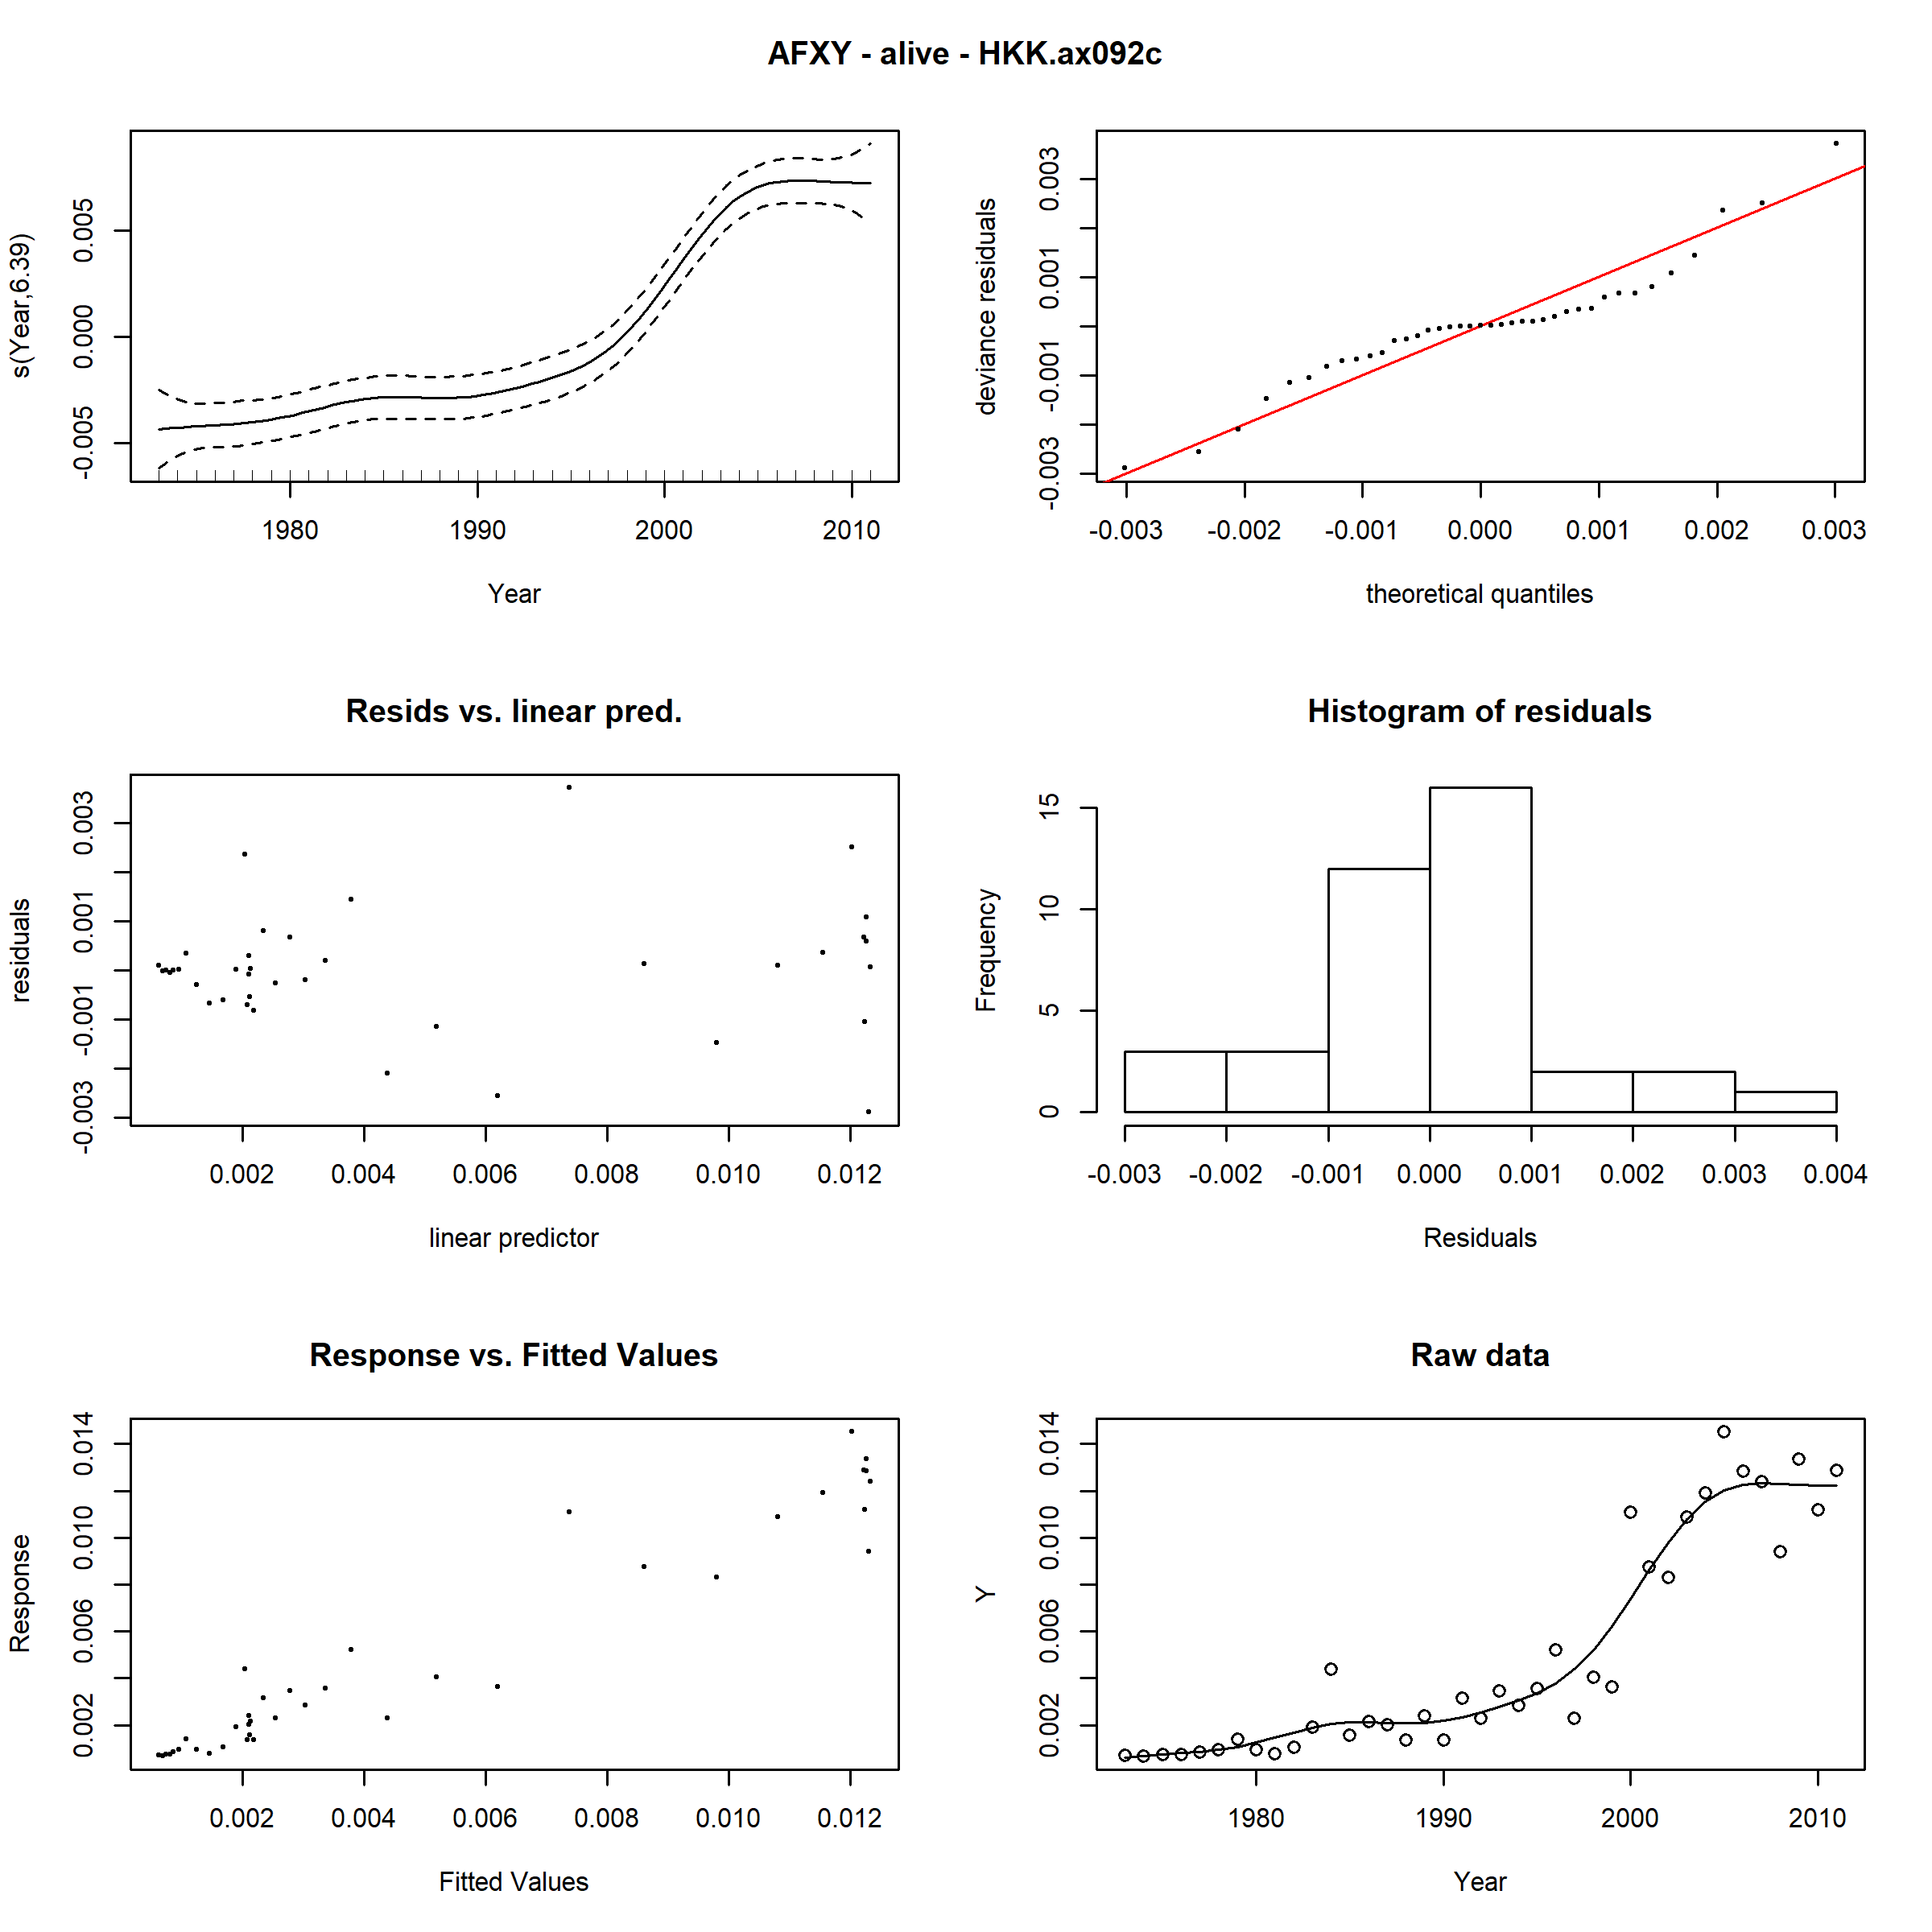 AFXY - alive - HKK.ax092c
s(Year,6.39)
-0.005 0.000 0.005
1980 1990 2000 2010
Year
deviance residuals
-0.003 -0.001 0.001 0.003
-0.003 -0.002 -0.001 0.000 0.001 0.002 0.003
theoretical quantiles
Resids vs. linear pred.
residuals
-0.003 -0.001 0.001 0.003
0.002 0.004 0.006 0.008 0.010 0.012
linear predictor
Histogram of residuals
Frequency
0 5 10 15
-0.003 -0.002 -0.001 0.000 0.001 0.002 0.003 0.004
Residuals
Response vs. Fitted Values
Response
0.002 0.006 0.010 0.014
0.002 0.004 0.006 0.008 0.010 0.012
Fitted Values
Raw data
Y
0.002 0.006 0.010 0.014
1980 1990 2000 2010
Year